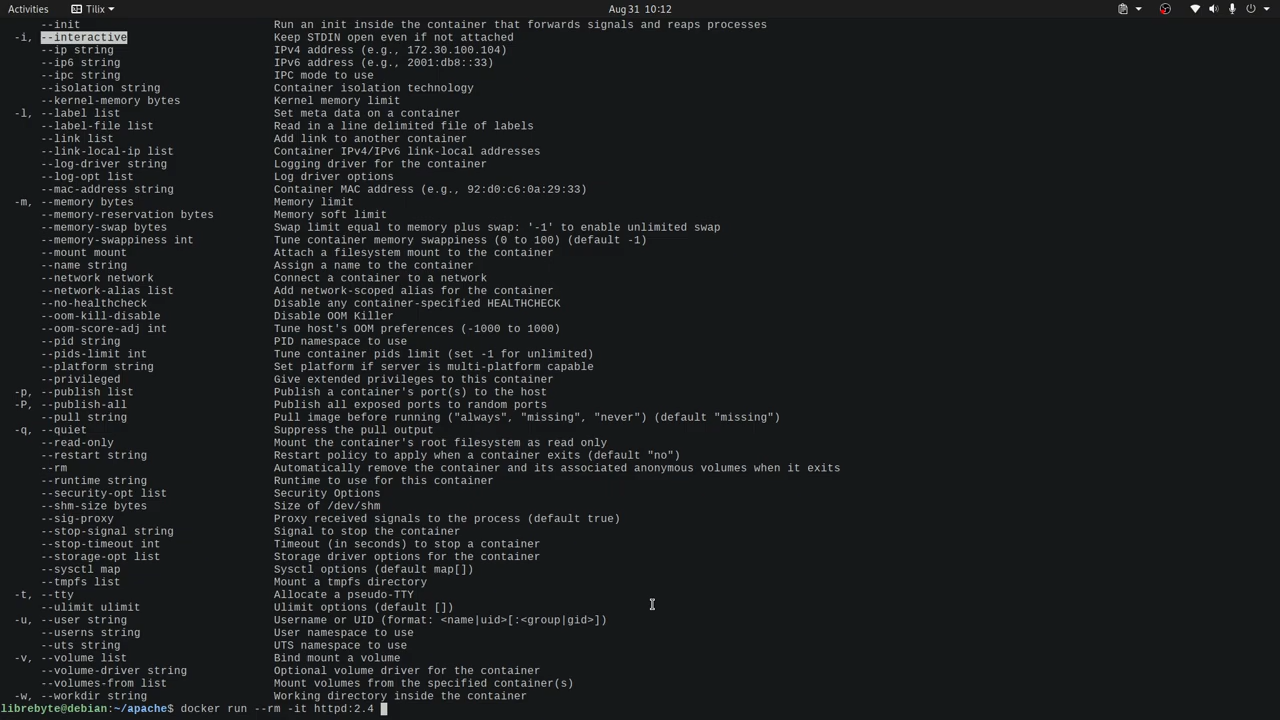 Activities Tilix Aug 31 10:12
--init Run an init inside the container that forwards signals and reaps processes
-i, --interactive Keep STDIN open even if not attached
--ip string IPv4 address (e.g., 172.30.100.104)
--ip6 string IPv6 address (e.g., 2001:db8::33)
--ipc string IPC mode to use
--isolation string Container isolation technology
--kernel-memory bytes Kernel memory limit
-l, --label list Set meta data on a container
--label-file list Read in a line delimited file of labels
--link list Add link to another container
--link-local-ip list Container IPv4/IPv6 link-local addresses
--log-driver string Logging driver for the container
--log-opt list Log driver options
--mac-address string Container MAC address (e.g., 92:d0:c6:0a:29:33)
-m, --memory bytes Memory limit
--memory-reservation bytes Memory soft limit
--memory-swap bytes Swap limit equal to memory plus swap: '-1' to enable unlimited swap
--memory-swappiness int Tune container memory swappiness (0 to 100) (default -1)
--mount mount Attach a filesystem mount to the container
--name string Assign a name to the container
--network network Connect a container to a network
--network-alias list Add network-scoped alias for the container
--no-healthcheck Disable any container-specified HEALTHCHECK
--oom-kill-disable Disable OOM Killer
--oom-score-adj int Tune host's OOM preferences (-1000 to 1000)
--pid string PID namespace to use
--pids-limit int Tune container pids limit (set -1 for unlimited)
--platform string Set platform if server is multi-platform capable
--privileged Give extended privileges to this container
-p, --publish list Publish a container's port(s) to the host
-P, --publish-all Publish all exposed ports to random ports
--pull string Pull image before running ("always", "missing", "never") (default "missing")
-q, --quiet Suppress the pull output
--read-only Mount the container's root filesystem as read only
--restart string Restart policy to apply when a container exits (default "no")
--rm Automatically remove the container and its associated anonymous volumes when it exits
--runtime string Runtime to use for this container
--security-opt list Security Options
--shm-size bytes Size of /dev/shm
--sig-proxy Proxy received signals to the process (default true)
--stop-signal string Signal to stop the container
--stop-timeout int Timeout (in seconds) to stop a container
--storage-opt list Storage driver options for the container
--sysctl map Sysctl options (default map[])
--tmpfs list Mount a tmpfs directory
-t, --tty Allocate a pseudo-TTY
--ulimit ulimit Ulimit options (default [])
-u, --user string Username or UID (format: <name|uid>[:<group|gid>])
--userns string User namespace to use
--uts string UTS namespace to use
-v, --volume list Bind mount a volume
--volume-driver string Optional volume driver for the container
--volumes-from list Mount volumes from the specified container(s)
-w, --workdir string Working directory inside the container
librebyte@debian:~/apache$ docker run --rm -it httpd:2.4